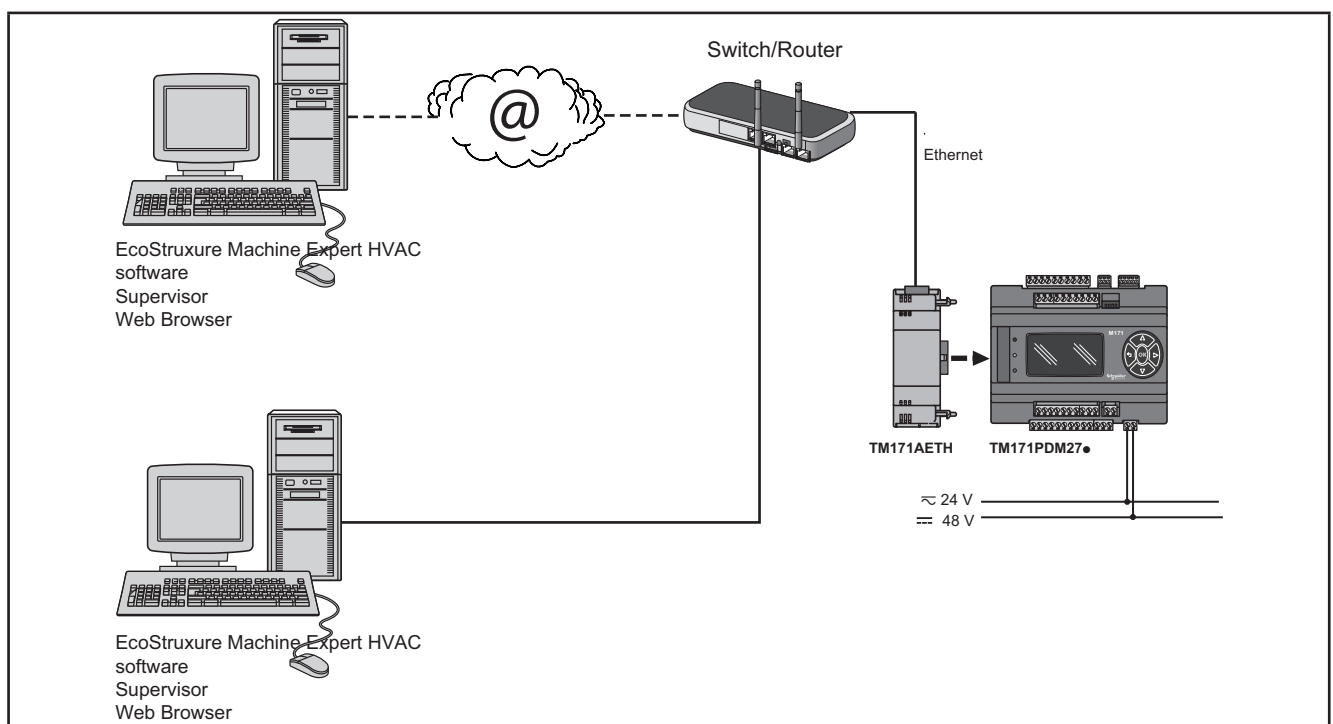 Switch/Router
@
Ethernet
EcoStruxure Machine Expert HVAC
software
Supervisor
Web Browser
M171
OK
Schneider
TM171AETH
TM171PDM27●
⏦ 24 V
⎓ 48 V
EcoStruxure Machine Expert HVAC
software
Supervisor
Web Browser